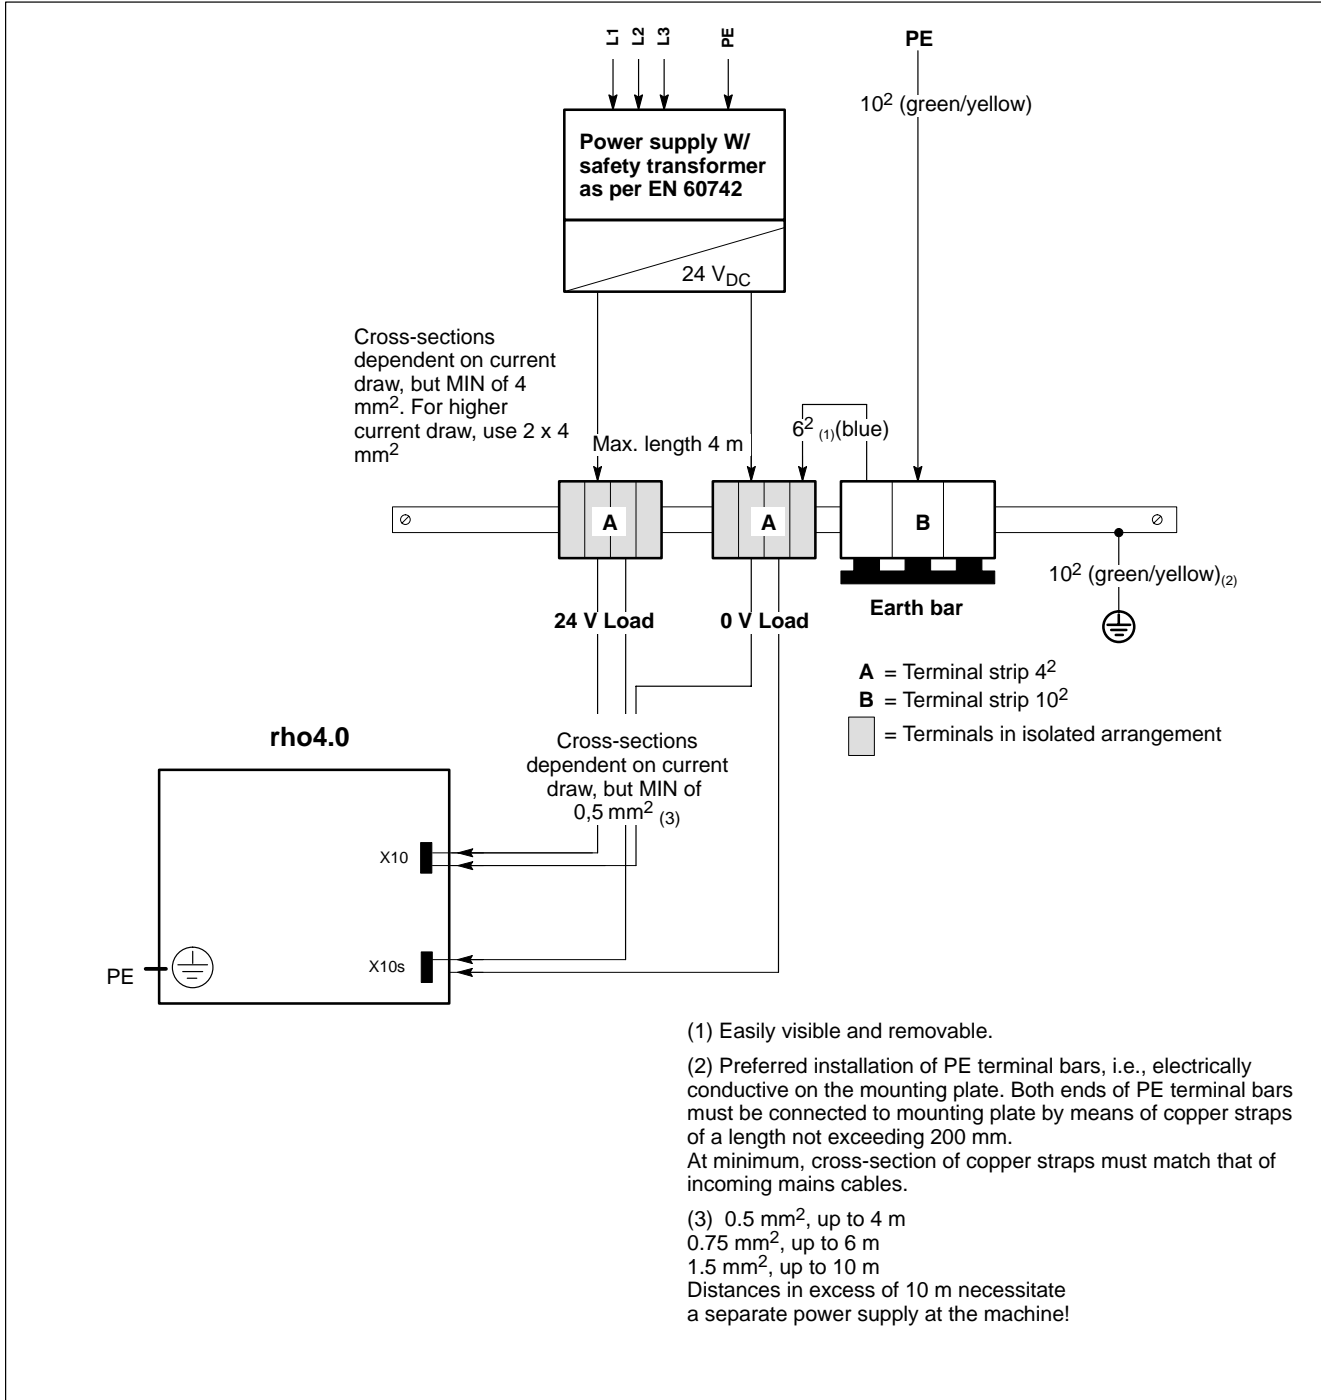 L1 L2 L3 PE
PE
10² (green/yellow)
Power supply W/
safety transformer
as per EN 60742
24 VDC
Cross-sections
dependent on current
draw, but MIN of 4
mm². For higher
current draw, use 2 x 4
mm²
Max. length 4 m
6² (1)(blue)
A
A
B
10² (green/yellow)(2)
Earth bar
24 V Load
0 V Load
A = Terminal strip 4²
B = Terminal strip 10²
= Terminals in isolated arrangement
rho4.0
Cross-sections
dependent on current
draw, but MIN of
0,5 mm² (3)
X10
X10s
PE
(1) Easily visible and removable.
(2) Preferred installation of PE terminal bars, i.e., electrically
conductive on the mounting plate. Both ends of PE terminal bars
must be connected to mounting plate by means of copper straps
of a length not exceeding 200 mm.
At minimum, cross-section of copper straps must match that of
incoming mains cables.
(3) 0.5 mm², up to 4 m
0.75 mm², up to 6 m
1.5 mm², up to 10 m
Distances in excess of 10 m necessitate
a separate power supply at the machine!